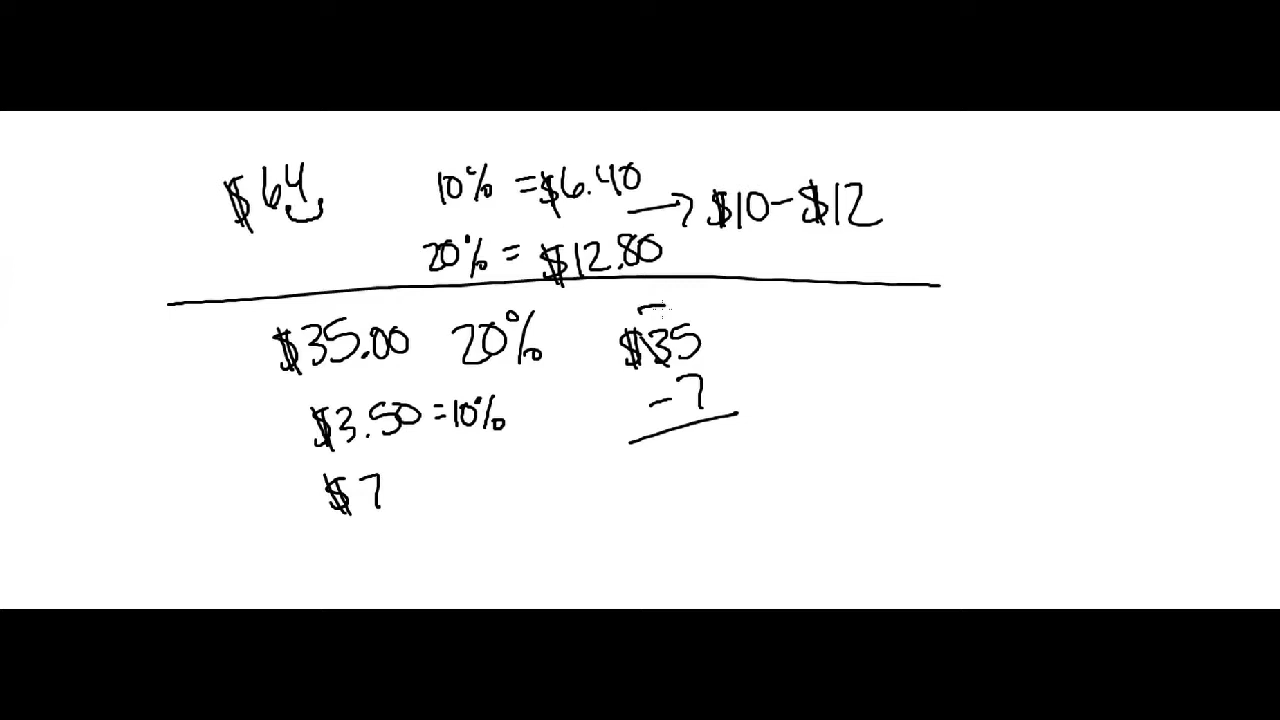 $64 10% = $6.40 → $10 - $12
20% = $12.80
$35.00 20% $35
$3.50 = 10% - 7
$7